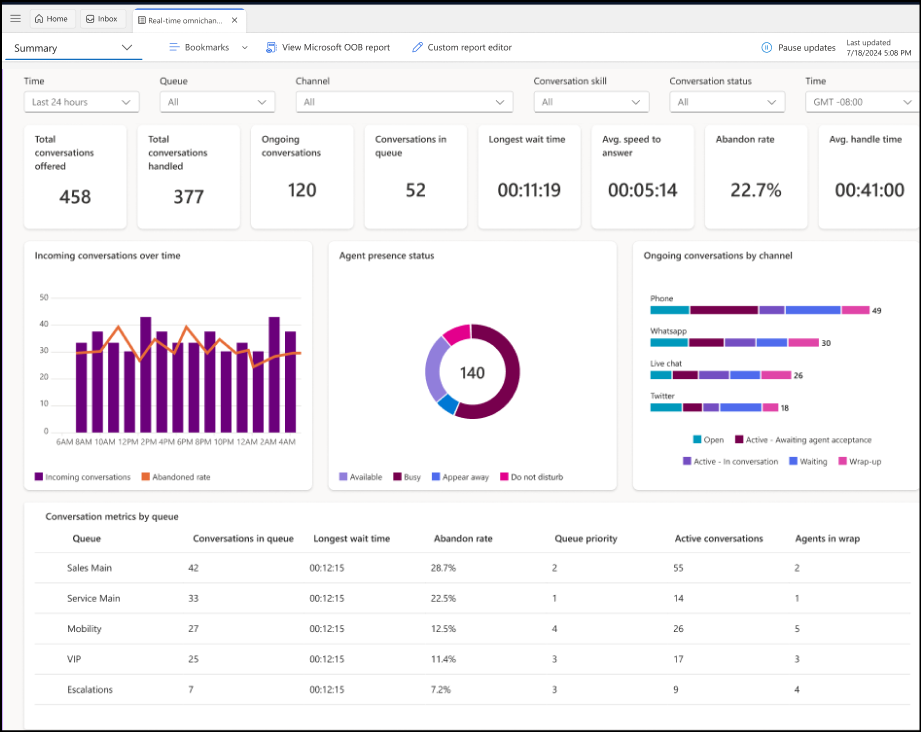 Home
Inbox
Real-time omnichan...
Summary
Bookmarks
View Microsoft OOB report
Custom report editor
Pause updates
Last updated
7/18/2024 5:08 PM
Time
Queue
Channel
Conversation skill
Conversation status
Time
Last 24 hours
All
All
All
All
GMT -08:00
Total
conversations
offered
458
Total
conversations
handled
377
Ongoing
conversations
120
Conversations in
queue
52
Longest wait time
00:11:19
Avg. speed to
answer
00:05:14
Abandon rate
22.7%
Avg. handle time
00:41:00
Incoming conversations over time
50
40
30
20
10
0
6AM 8AM 10AM 12PM 2PM 4PM 6PM 8PM 10PM 12AM 2AM 4AM
Incoming conversations Abandoned rate
Agent presence status
140
Available Busy Appear away Do not disturb
Ongoing conversations by channel
Phone
49
Whatsapp
30
Live chat
26
Twitter
18
Open Active - Awaiting agent acceptance
Active - In conversation Waiting Wrap-up
Conversation metrics by queue
Queue Conversations in queue Longest wait time Abandon rate Queue priority Active conversations Agents in wrap
Sales Main 42 00:12:15 28.7% 2 55 2
Service Main 33 00:12:15 22.5% 1 14 1
Mobility 27 00:12:15 12.5% 4 26 5
VIP 25 00:12:15 11.4% 3 17 3
Escalations 7 00:12:15 7.2% 3 9 4